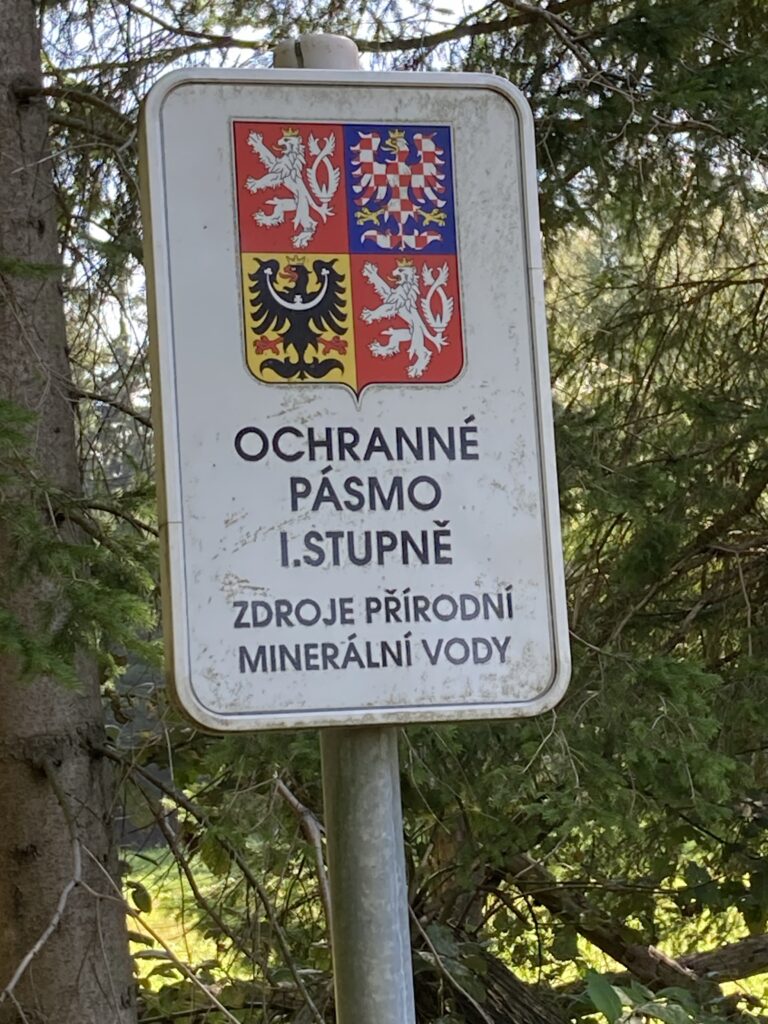 OCHRANNÉ
PÁSMO
I.STUPNĚ
ZDROJE PŘÍRODNÍ
MINERÁLNÍ VODY